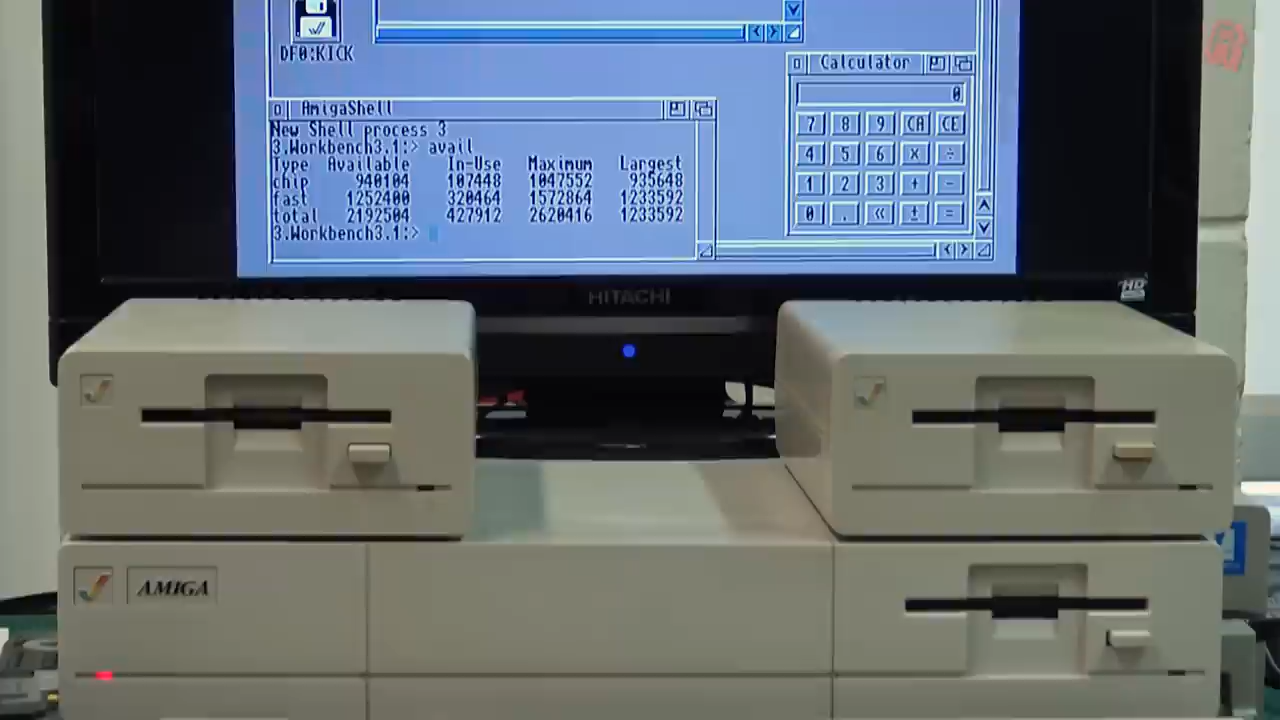 DF0:KICK
Calculator
0
AmigaShell
New Shell process 3
3.Workbench3.1:> avail
Type Available In-Use Maximum Largest
chip 940104 107448 1047552 935648
fast 1252400 320464 1572864 1233592
total 2192504 427912 2620416 1233592
3.Workbench3.1:>
7 8 9 CA CE
4 5 6 × ÷
1 2 3 + -
0 . « ± =
HITACHI
HD
AMIGA